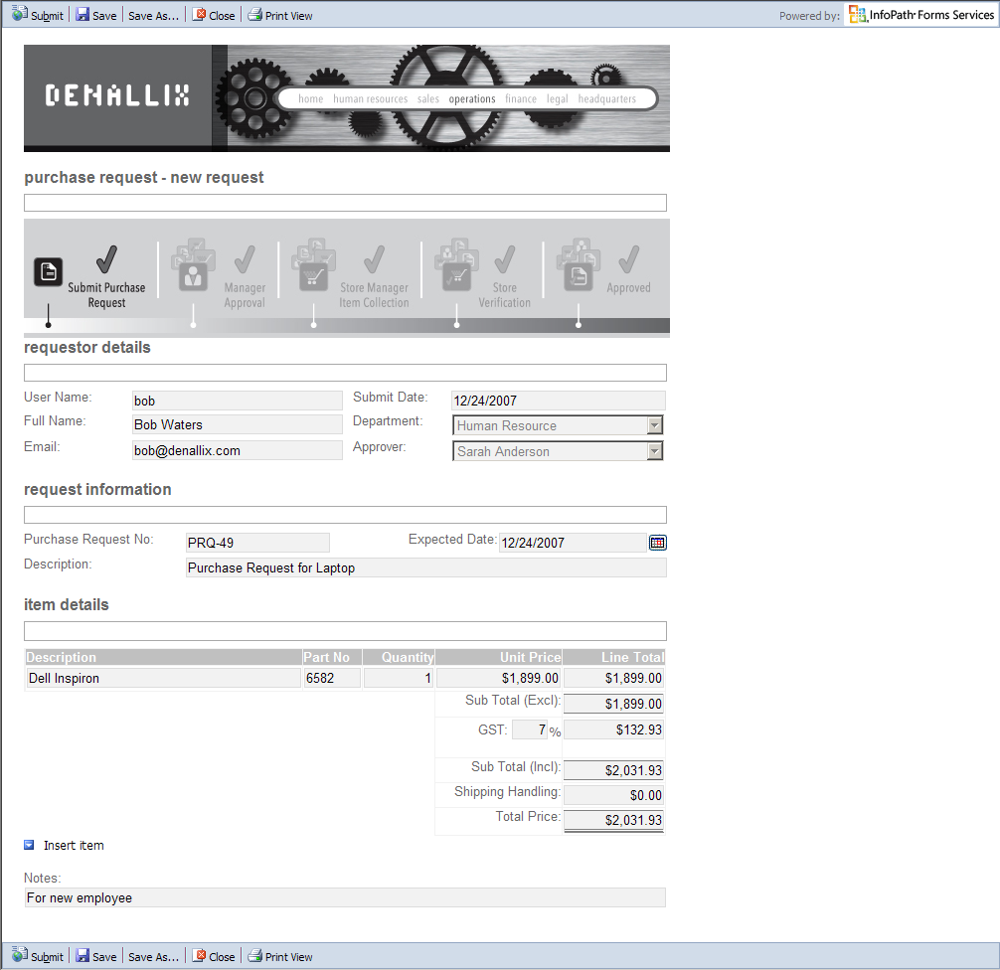 Submit Save Save As... Close Print View Powered by: InfoPath Forms Services
DENALLIX
home human resources sales operations finance legal headquarters
purchase request - new request
Submit Purchase Request
Manager Approval
Store Manager Item Collection
Store Verification
Approved
requestor details
User Name: bob Submit Date: 12/24/2007
Full Name: Bob Waters Department: Human Resource
Email: bob@denallix.com Approver: Sarah Anderson
request information
Purchase Request No: PRQ-49 Expected Date: 12/24/2007
Description: Purchase Request for Laptop
item details
Description Part No Quantity Unit Price Line Total
Dell Inspiron 6582 1 $1,899.00 $1,899.00
Sub Total (Excl): $1,899.00
GST: 7 % $132.93
Sub Total (Incl): $2,031.93
Shipping Handling: $0.00
Total Price: $2,031.93
Insert item
Notes:
For new employee
Submit Save Save As... Close Print View